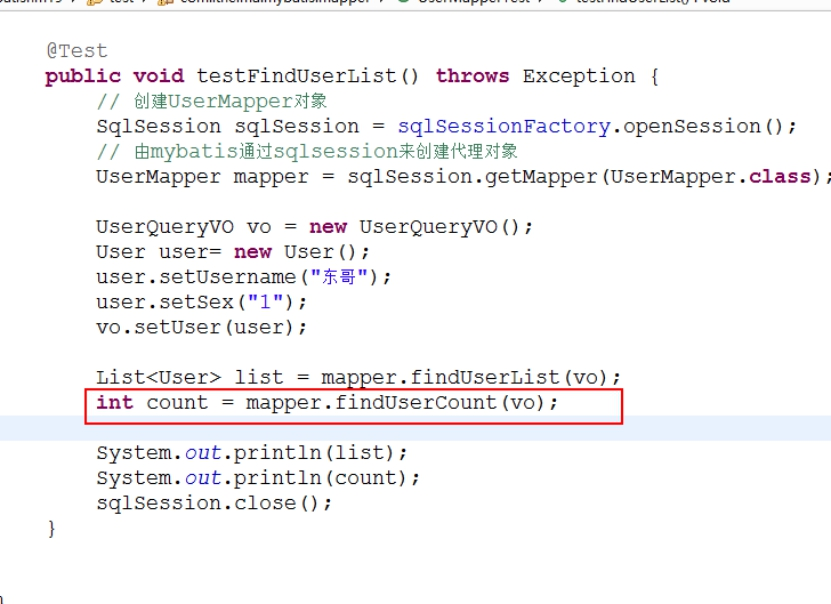 @Test
public void testFindUserList() throws Exception {
// 创建UserMapper对象
SqlSession sqlSession = sqlSessionFactory.openSession();
// 由mybatis通过sqlsession来创建代理对象
UserMapper mapper = sqlSession.getMapper(UserMapper.class);
UserQueryVO vo = new UserQueryVO();
User user= new User();
user.setUsername("东哥");
user.setSex("1");
vo.setUser(user);
List<User> list = mapper.findUserList(vo);
int count = mapper.findUserCount(vo);
System.out.println(list);
System.out.println(count);
sqlSession.close();
}